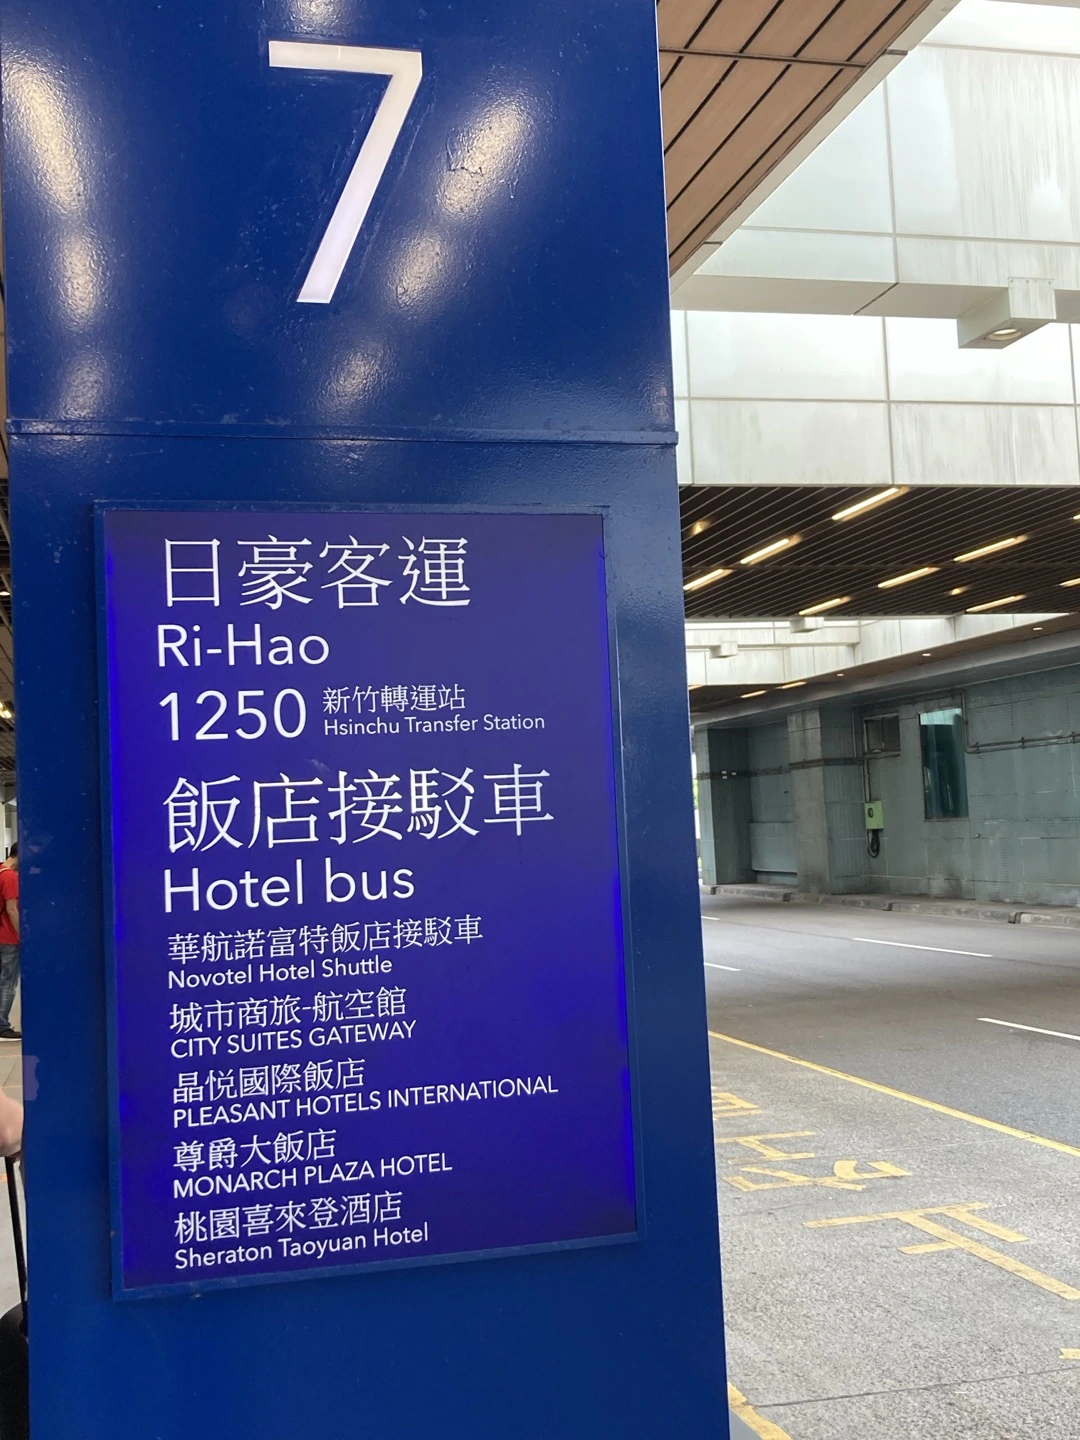 7
日豪客運
Ri-Hao
1250 新竹轉運站
Hsinchu Transfer Station
飯店接駁車
Hotel bus
華航諾富特飯店接駁車
Novotel Hotel Shuttle
城市商旅-航空館
CITY SUITES GATEWAY
晶悅國際飯店
PLEASANT HOTELS INTERNATIONAL
尊爵大飯店
MONARCH PLAZA HOTEL
桃園喜來登酒店
Sheraton Taoyuan Hotel